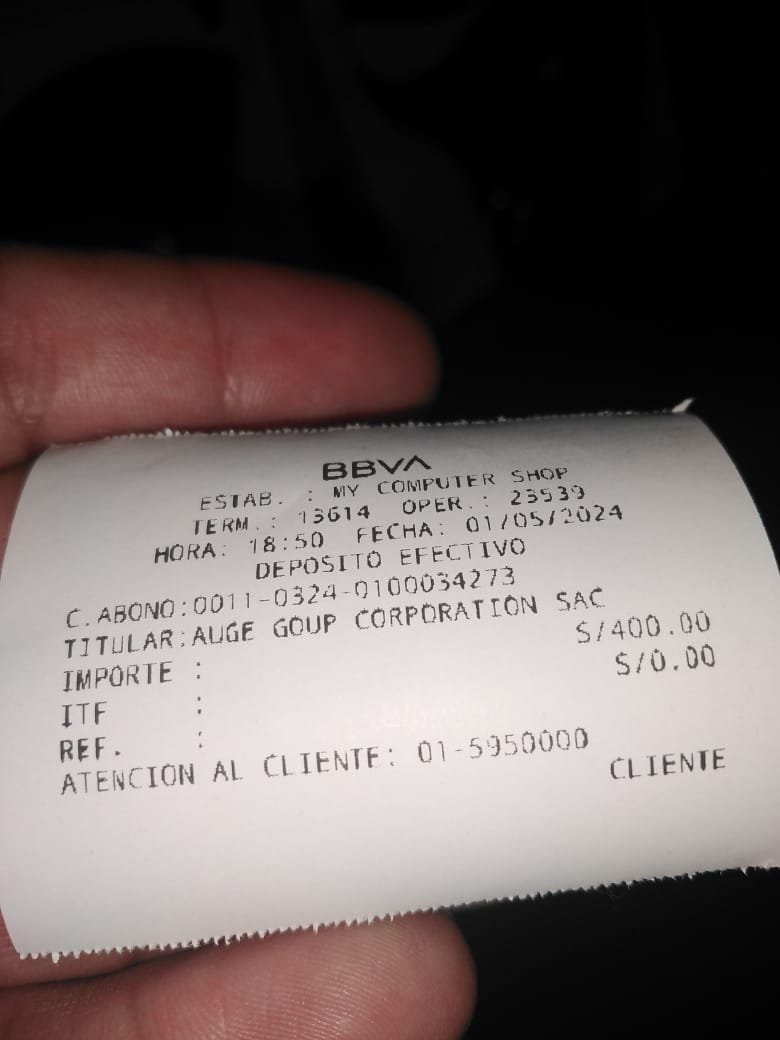 BBVA
ESTAB. : MY COMPUTER SHOP
TERM.: 13614 OPER.: 23539
HORA: 18:50 FECHA: 01/05/2024
DEPOSITO EFECTIVO
C.ABONO:0011-0324-0100034273
TITULAR:AUGE GOUP CORPORATION SAC
IMPORTE : S/400.00
ITF : S/0.00
REF. :
ATENCION AL CLIENTE: 01-5950000
CLIENTE